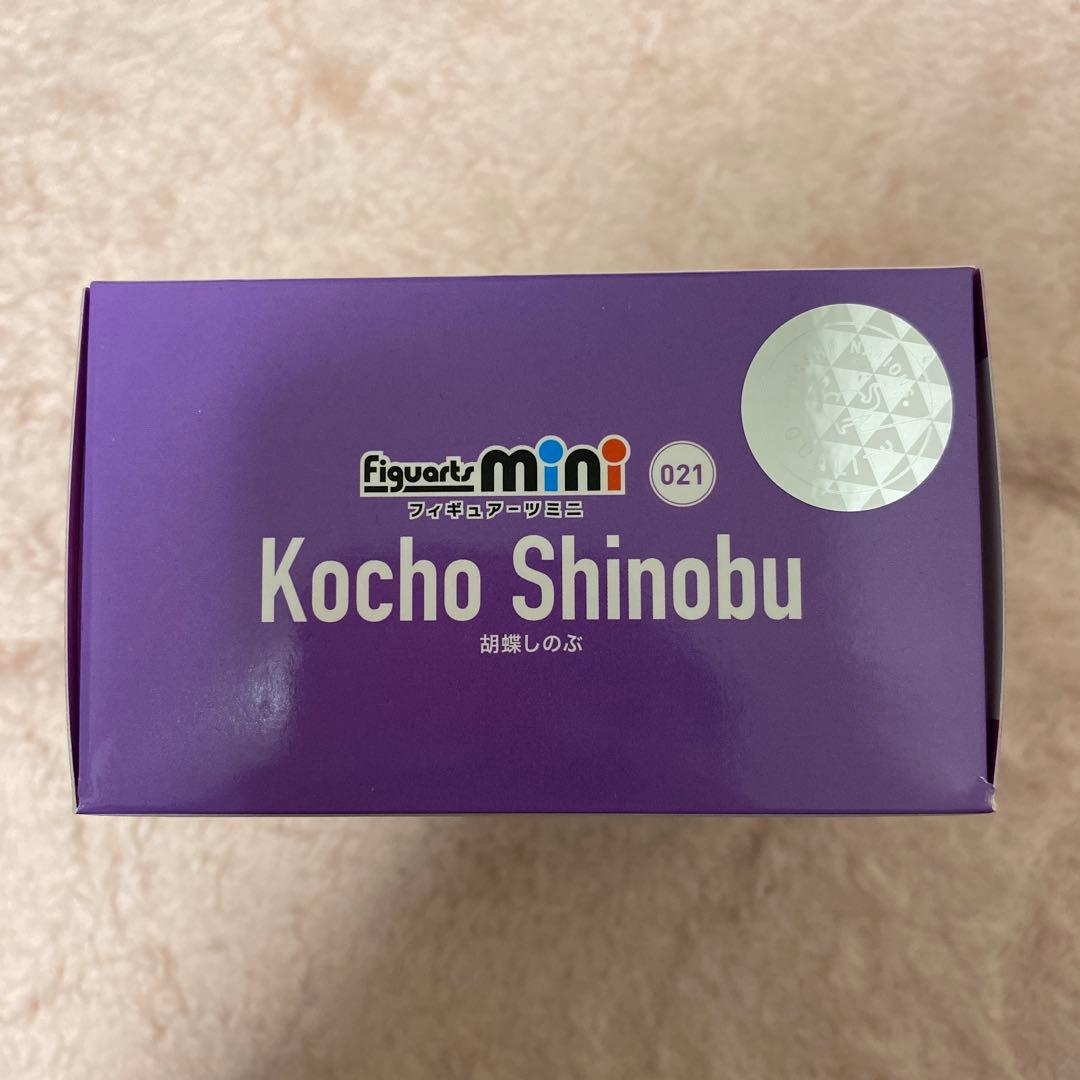 Figuarts mini
021
フィギュアーツミニ
Kocho Shinobu
胡蝶しのぶ